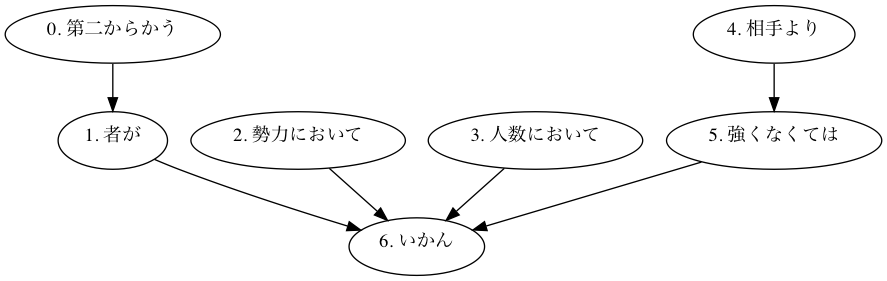 0. 第二からかう
4. 相手より
1. 者が
2. 勢力において
3. 人数において
5. 強くなくては
6. いかん